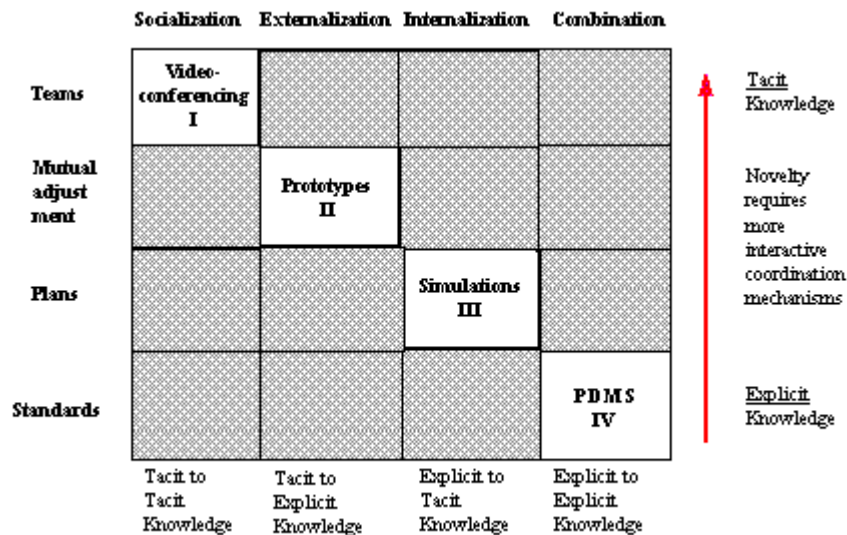 Socialization Externalization Internalization Combination
Teams
Video-
conferencing
I
Tacit
Knowledge
Mutual
adjust
ment
Prototypes
II
Novelty
requires
more
interactive
coordination
mechanisms
Plans
Simulations
III
Standards
PDMS
IV
Explicit
Knowledge
Tacit to
Tacit
Knowledge
Tacit to
Explicit
Knowledge
Explicit to
Tacit
Knowledge
Explicit to
Explicit
Knowledge